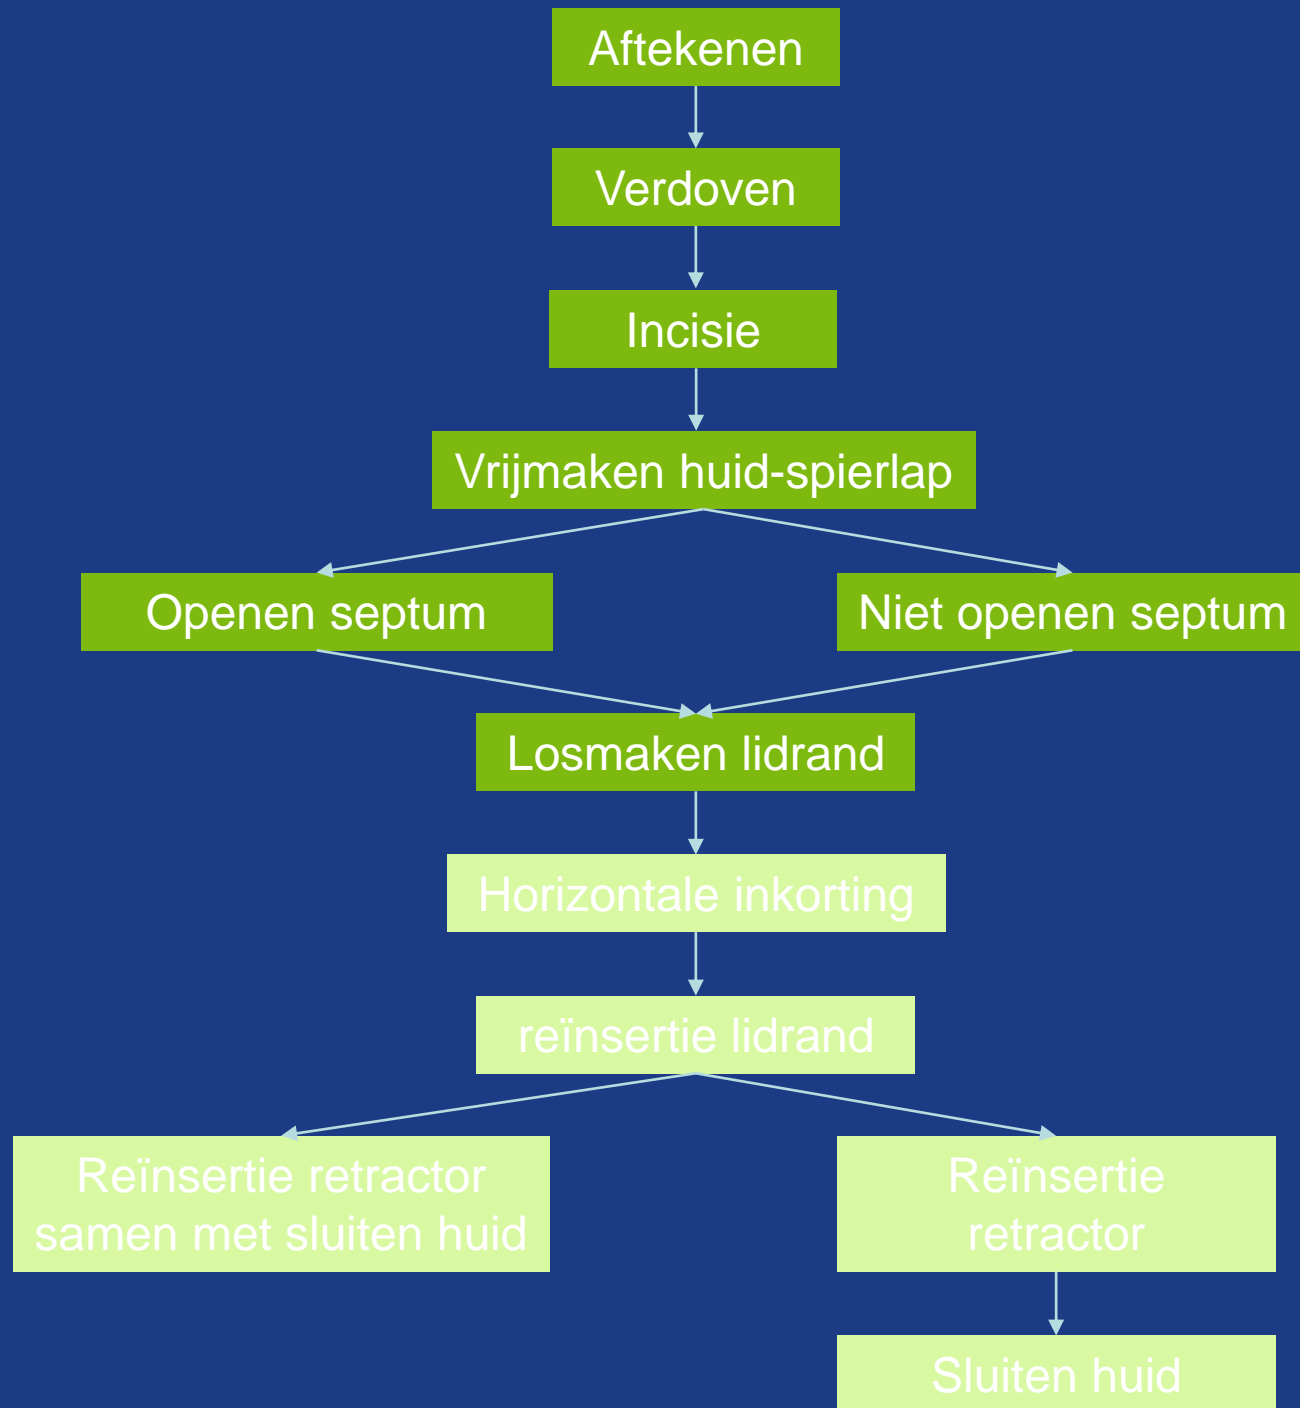 Aftekenen
Verdoven
Incisie
Vrijmaken huid-spierlap
Openen septum
Niet openen septum
Losmaken lidrand
Horizontale inkorting
reïnsertie lidrand
Reïnsertie retractor
samen met sluiten huid
Reïnsertie
retractor
Sluiten huid